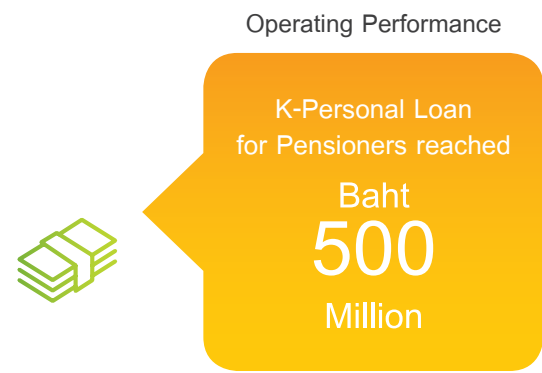 Operating Performance
K-Personal Loan
for Pensioners reached
Baht
500
Million